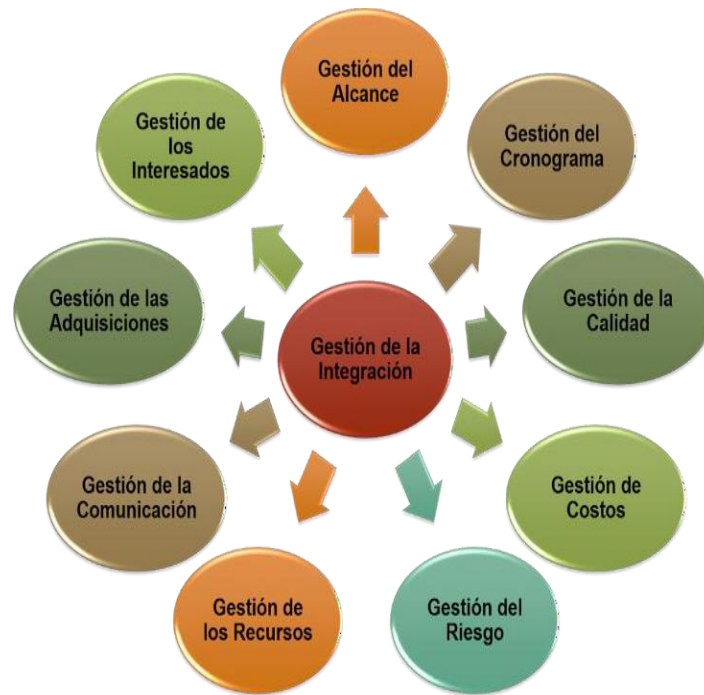 Gestión del
Alcance
Gestión del
Cronograma
Gestión de la
Calidad
Gestión de
Costos
Gestión del
Riesgo
Gestión de
los Recursos
Gestión de la
Comunicación
Gestión de las
Adquisiciones
Gestión de
los
Interesados
Gestión de la
Integración